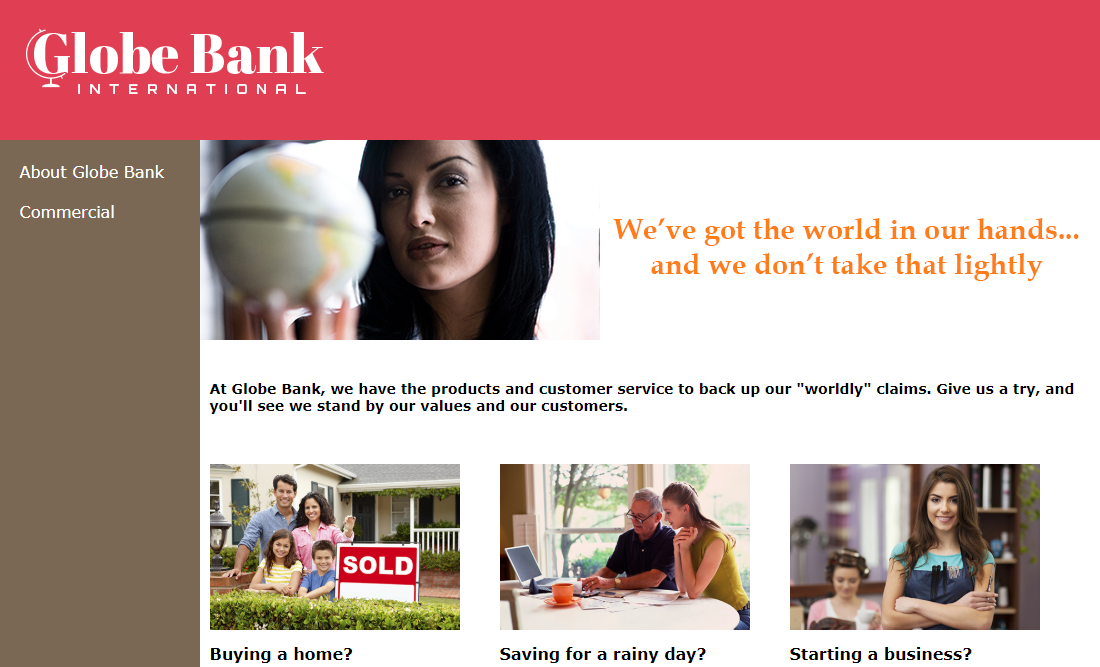 Globe Bank
INTERNATIONAL
About Globe Bank
Commercial
We’ve got the world in our hands...
and we don’t take that lightly
At Globe Bank, we have the products and customer service to back up our "worldly" claims. Give us a try, and
you'll see we stand by our values and our customers.
SOLD
Buying a home?
Saving for a rainy day?
Starting a business?